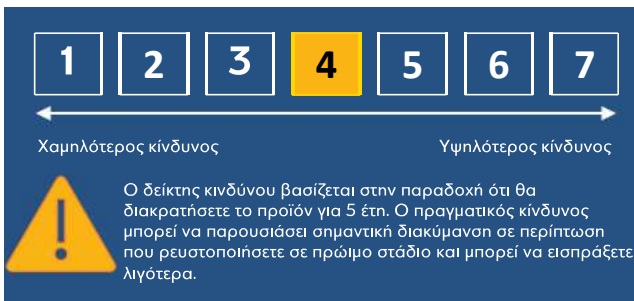 1 2 3 4 5 6 7
Χαμηλότερος κίνδυνος Υψηλότερος κίνδυνος
Ο δείκτης κινδύνου βασίζεται στην παραδοχή ότι θα
διακρατήσετε το προϊόν για 5 έτη. Ο πραγματικός κίνδυνος
μπορεί να παρουσιάσει σημαντική διακύμανση σε περίπτωση
που ρευστοποιήσετε σε πρώιμο στάδιο και μπορεί να εισπράξετε
λιγότερα.